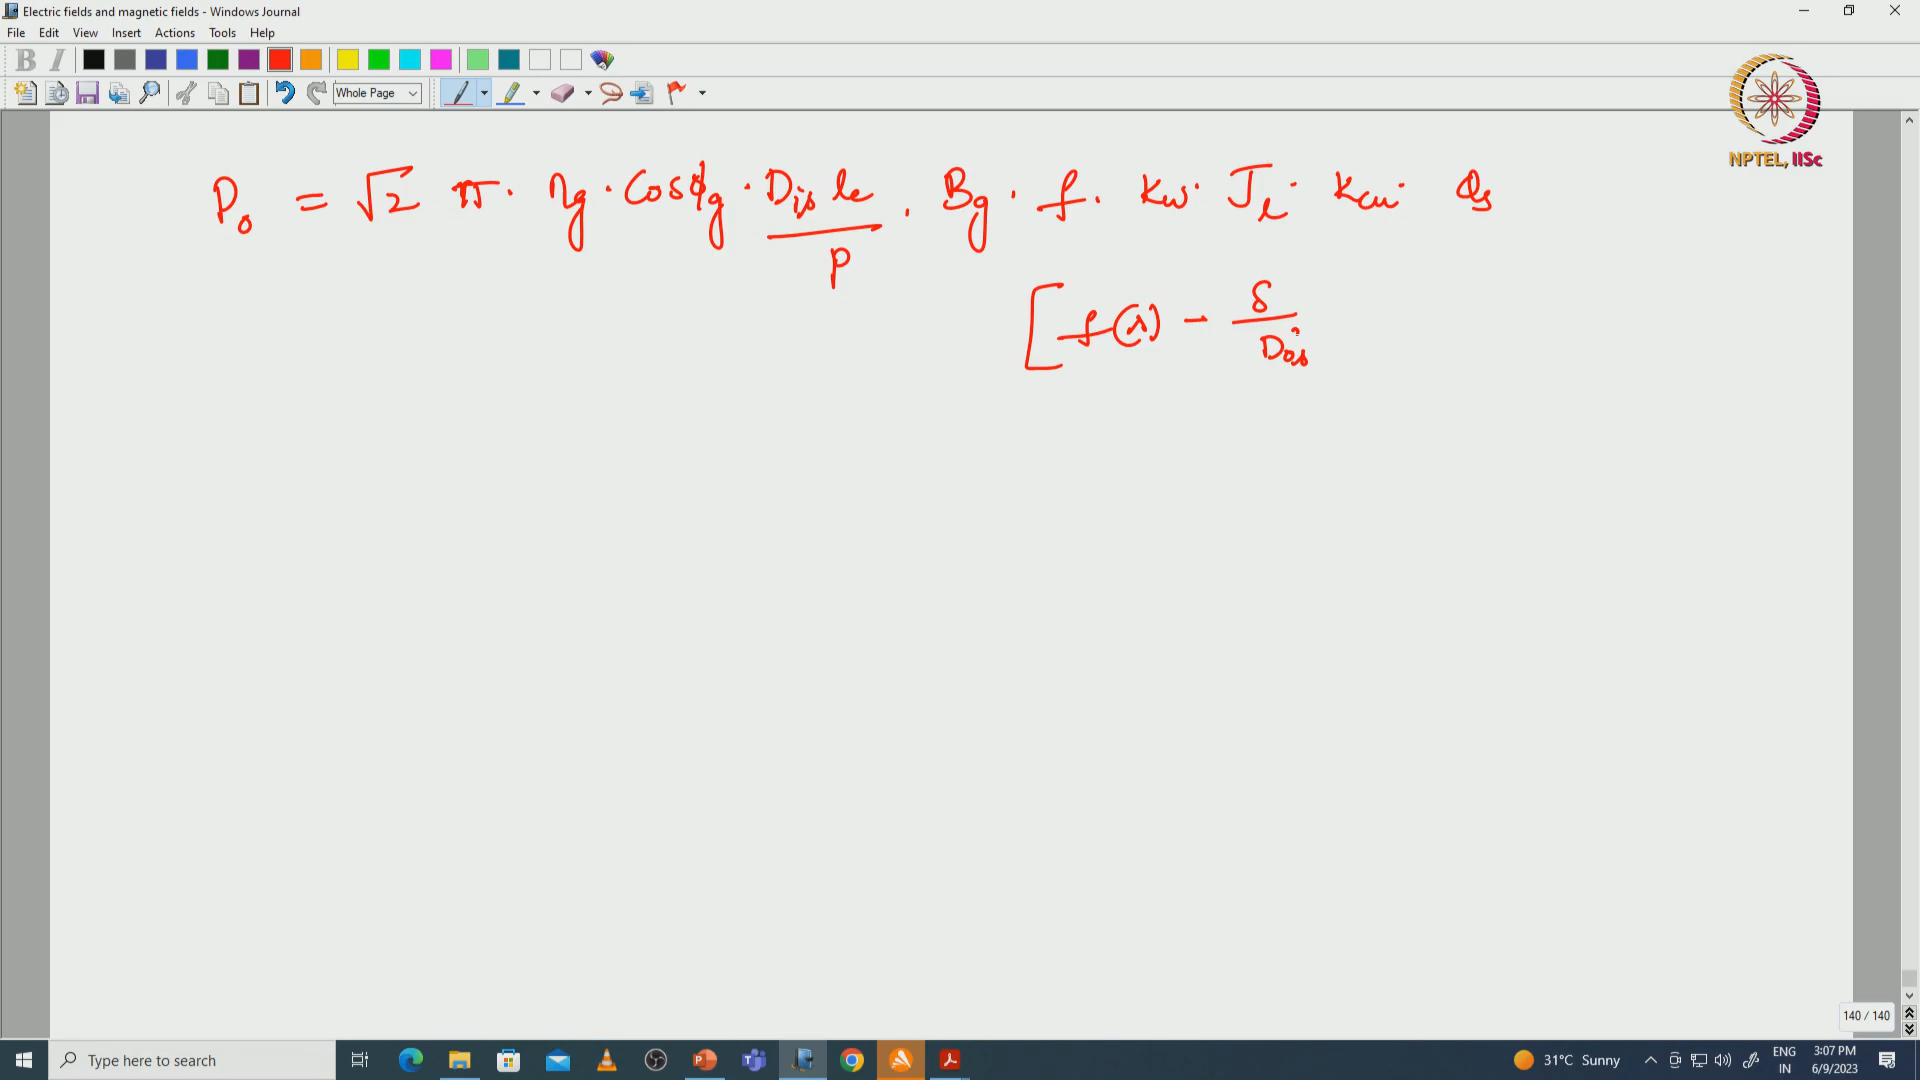 Electric fields and magnetic fields - Windows Journal
File Edit View Insert Actions Tools Help
B I
Whole Page
NPTEL, IISc
P₀ = √2 π · ηg · Cosϕg · Dis le / p · Bg · f · kw · Jl · kcu · as
[ f(λ) - δ / Dos
140 / 140
Type here to search
31°C Sunny
ENG IN
3:07 PM
6/9/2023